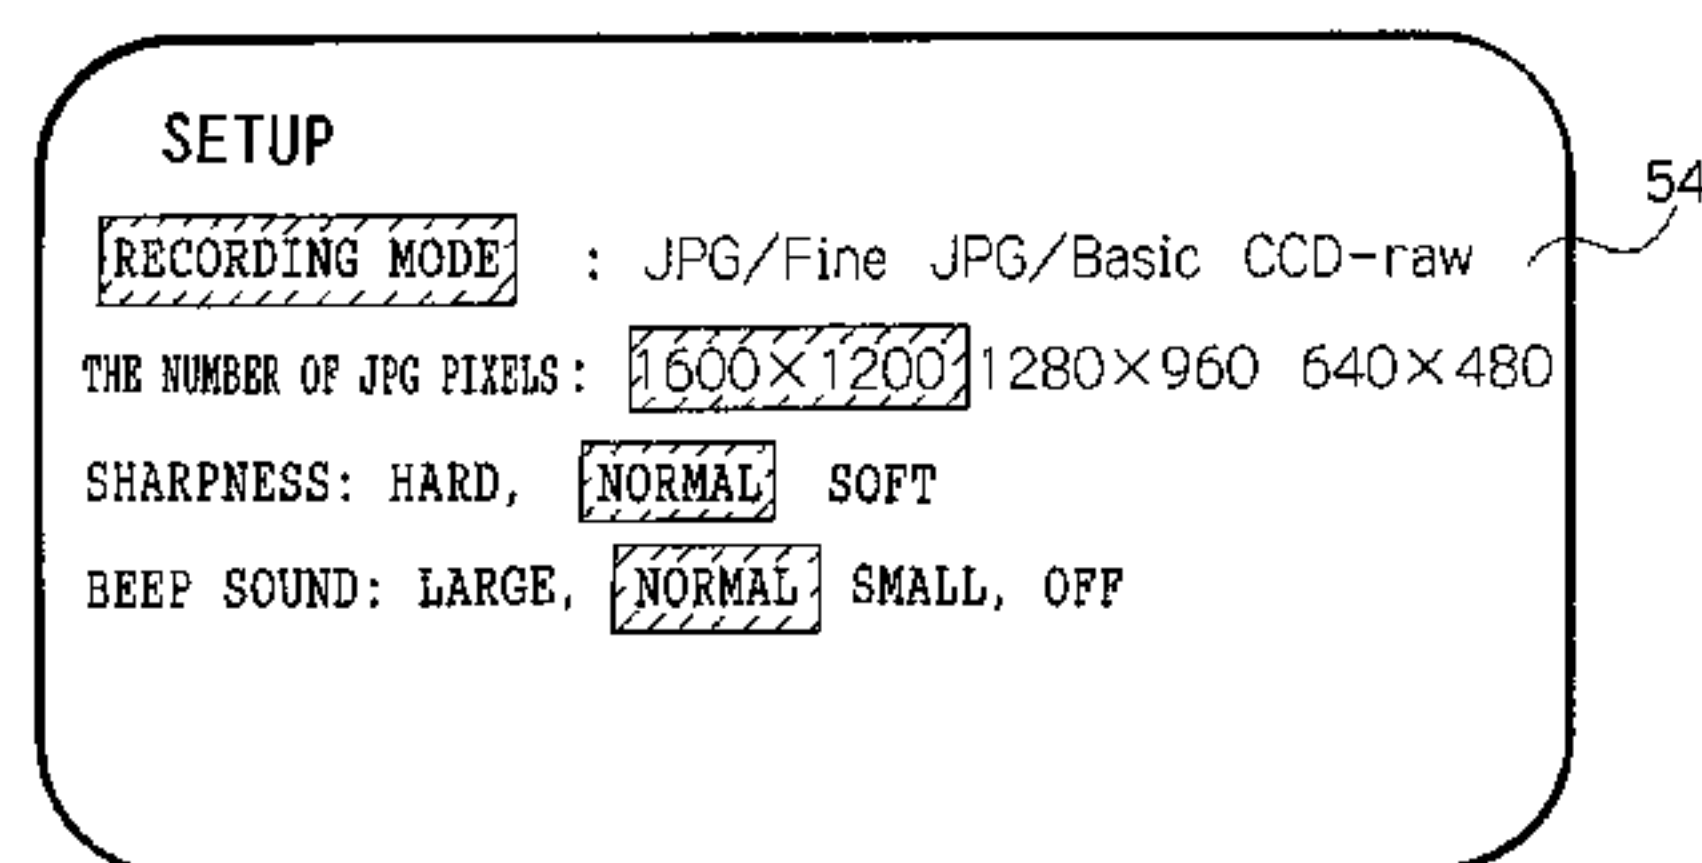 SETUP
54
RECORDING MODE : JPG/Fine JPG/Basic CCD-raw
THE NUMBER OF JPG PIXELS: 1600×1200 1280×960 640×480
SHARPNESS: HARD, NORMAL SOFT
BEEP SOUND: LARGE, NORMAL SMALL, OFF